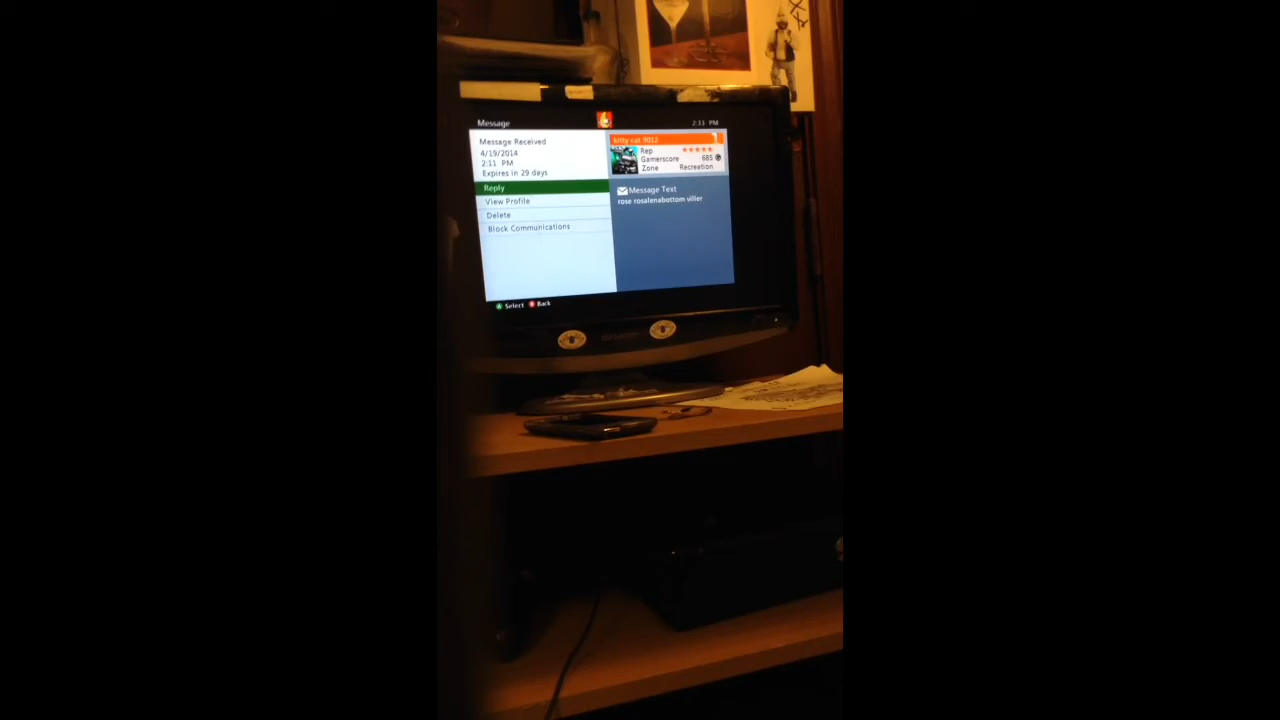 Message
2:33 PM
Message Received
4/19/2014
2:11 PM
Expires in 29 days
Reply
View Profile
Delete
Block Communications
kitty cat 9012
Rep
Gamerscore 685
Zone Recreation
Message Text
rose rosalenabottom viller
A Select B Back